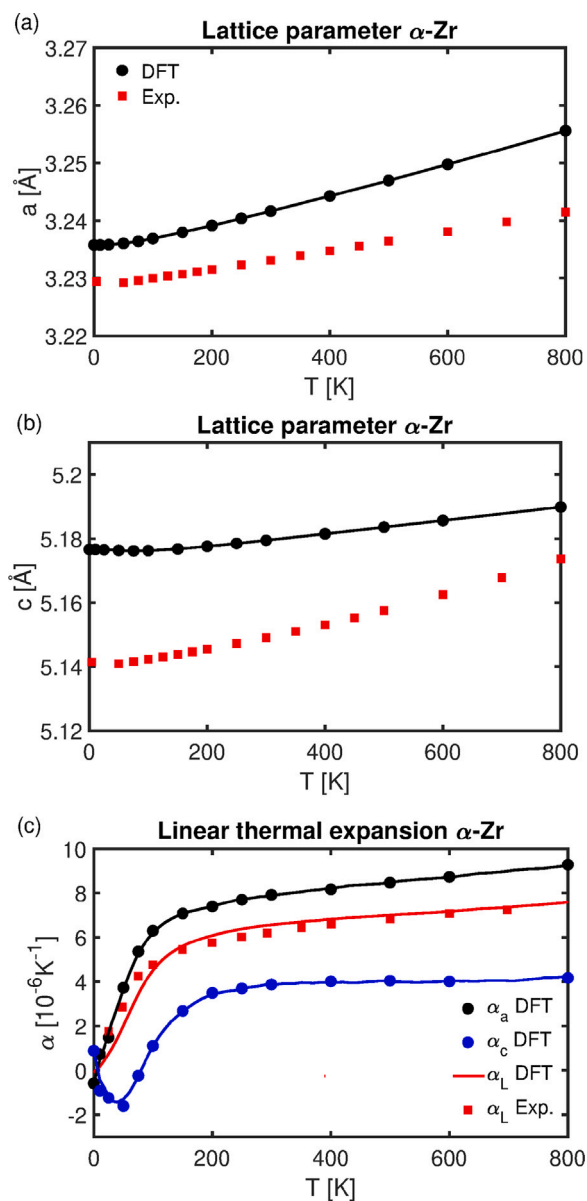 (a)
Lattice parameter α-Zr
3.27
3.26
3.25
3.24
3.23
3.22
a [Å]
DFT
Exp.
0 200 400 600 800
T [K]
(b)
Lattice parameter α-Zr
5.2
5.18
5.16
5.14
5.12
c [Å]
0 200 400 600 800
T [K]
(c)
Linear thermal expansion α-Zr
10
8
6
4
2
0
-2
α [10⁻⁶K⁻¹]
αₐ DFT
α_c DFT
α_L DFT
α_L Exp.
0 200 400 600 800
T [K]